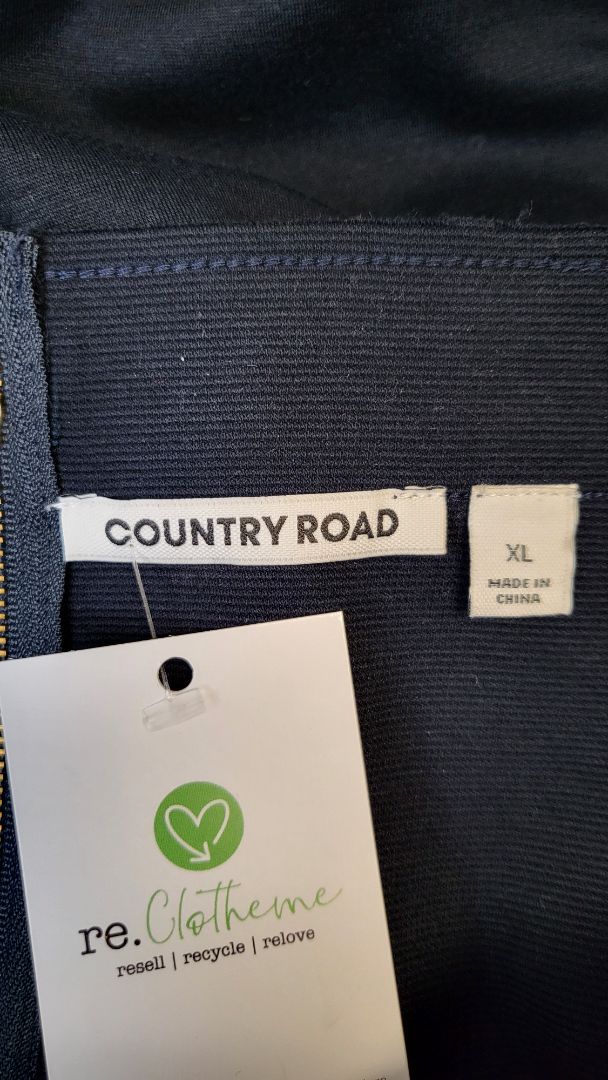 COUNTRY ROAD
XL
MADE IN
CHINA
re.Clotheme
resell | recycle | relove